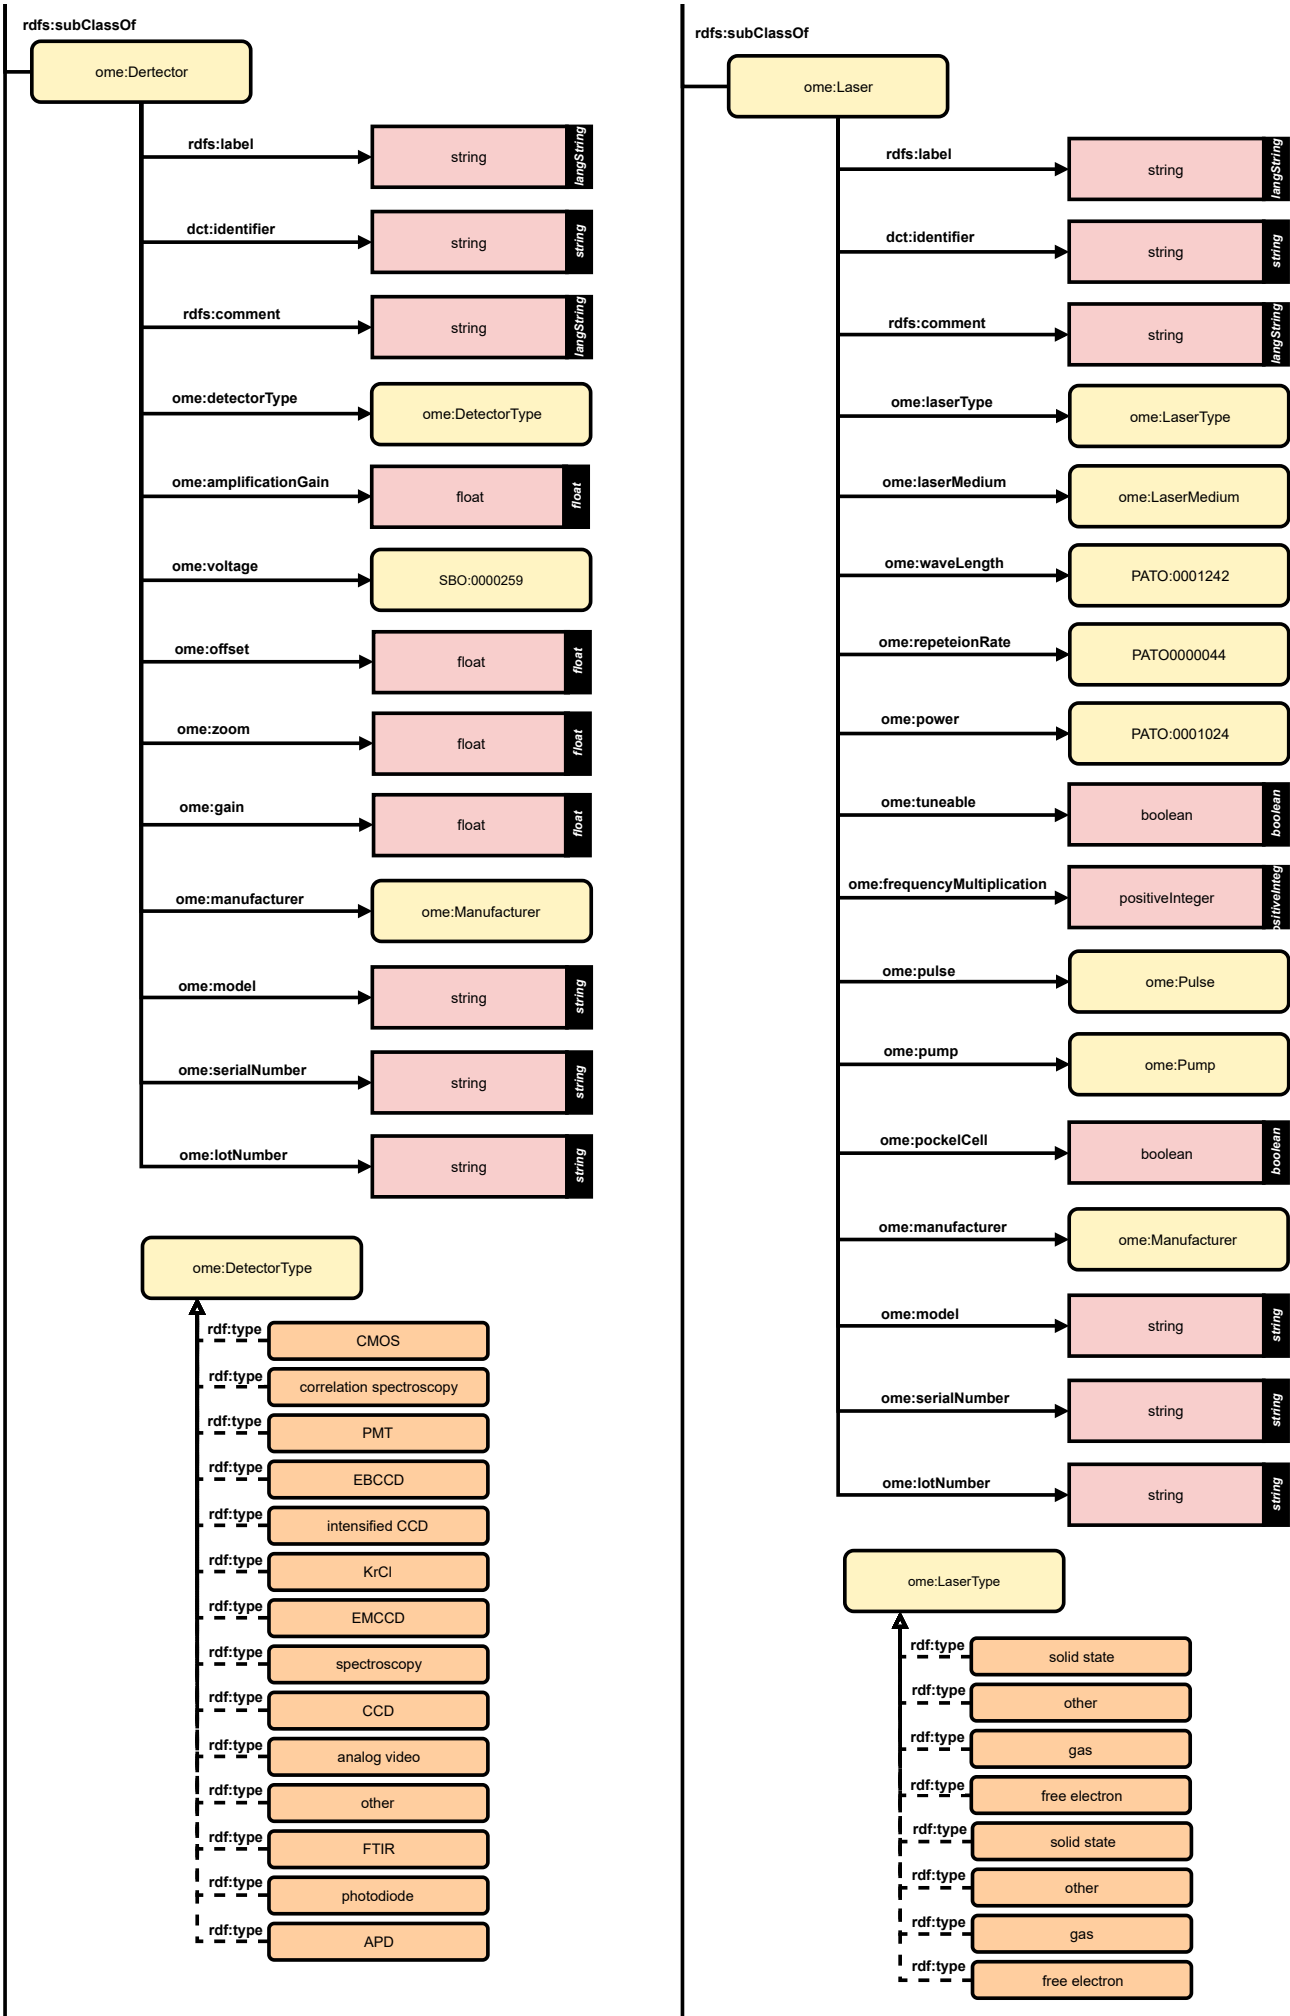 rdfs:subClassOf
ome:Dertector
rdfs:label
string
langString
dct:identifier
string
string
rdfs:comment
string
langString
ome:detectorType
ome:DetectorType
ome:amplificationGain
float
float
ome:voltage
SBO:0000259
ome:offset
float
float
ome:zoom
float
float
ome:gain
float
float
ome:manufacturer
ome:Manufacturer
ome:model
string
string
ome:serialNumber
string
string
ome:lotNumber
string
string
ome:DetectorType
rdf:type
CMOS
rdf:type
correlation spectroscopy
rdf:type
PMT
rdf:type
EBCCD
rdf:type
intensified CCD
rdf:type
KrCl
rdf:type
EMCCD
rdf:type
spectroscopy
rdf:type
CCD
rdf:type
analog video
rdf:type
other
rdf:type
FTIR
rdf:type
photodiode
rdf:type
APD
rdfs:subClassOf
ome:Laser
rdfs:label
string
langString
dct:identifier
string
string
rdfs:comment
string
langString
ome:laserType
ome:LaserType
ome:laserMedium
ome:LaserMedium
ome:waveLength
PATO:0001242
ome:repeteionRate
PATO0000044
ome:power
PATO:0001024
ome:tuneable
boolean
boolean
ome:frequencyMultiplication
positiveInteger
ositiveInteg
ome:pulse
ome:Pulse
ome:pump
ome:Pump
ome:pockelCell
boolean
boolean
ome:manufacturer
ome:Manufacturer
ome:model
string
string
ome:serialNumber
string
string
ome:lotNumber
string
string
ome:LaserType
rdf:type
solid state
rdf:type
other
rdf:type
gas
rdf:type
free electron
rdf:type
solid state
rdf:type
other
rdf:type
gas
rdf:type
free electron